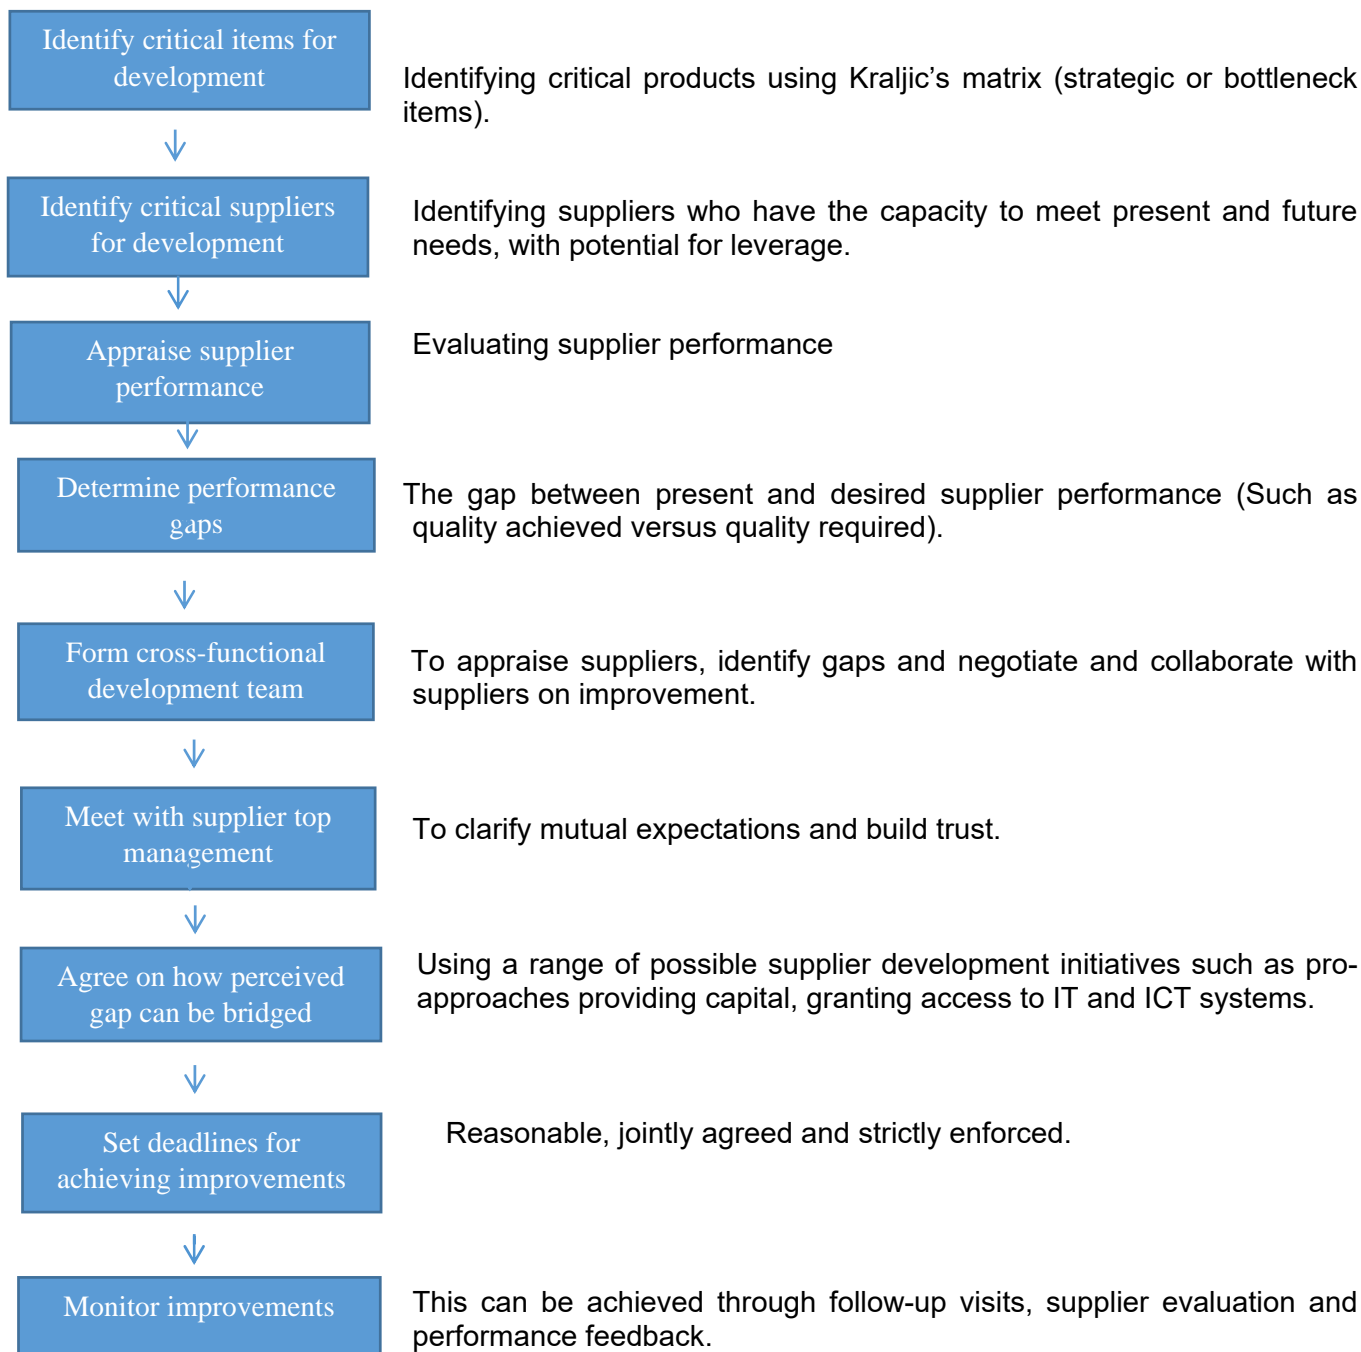 Identify critical items for
development
Identifying critical products using Kraljic's matrix (strategic or bottleneck
items).
Identify critical suppliers
for development
Identifying suppliers who have the capacity to meet present and future
needs, with potential for leverage.
Appraise supplier
performance
Evaluating supplier performance
Determine performance
gaps
The gap between present and desired supplier performance (Such as
quality achieved versus quality required).
Form cross-functional
development team
To appraise suppliers, identify gaps and negotiate and collaborate with
suppliers on improvement.
Meet with supplier top
management
To clarify mutual expectations and build trust.
Agree on how perceived
gap can be bridged
Using a range of possible supplier development initiatives such as pro-
approaches providing capital, granting access to IT and ICT systems.
Set deadlines for
achieving improvements
Reasonable, jointly agreed and strictly enforced.
Monitor improvements
This can be achieved through follow-up visits, supplier evaluation and
performance feedback.